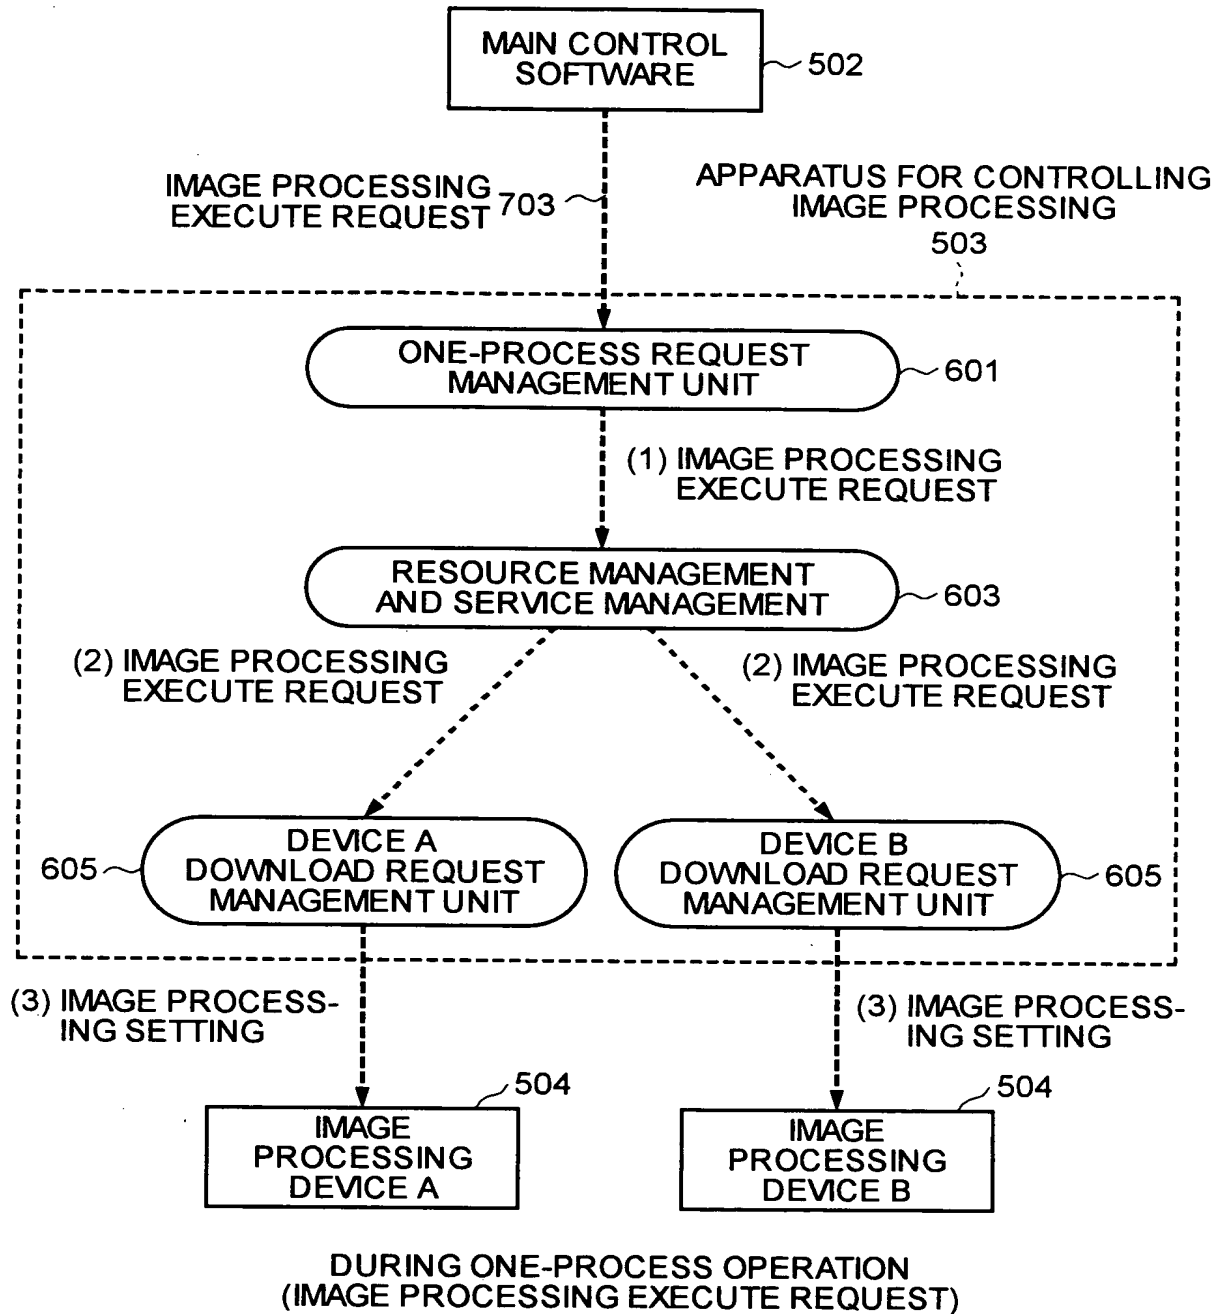 MAIN CONTROL
SOFTWARE
502
IMAGE PROCESSING
EXECUTE REQUEST
703
APPARATUS FOR CONTROLLING
IMAGE PROCESSING
503
ONE-PROCESS REQUEST
MANAGEMENT UNIT
601
(1) IMAGE PROCESSING
EXECUTE REQUEST
RESOURCE MANAGEMENT
AND SERVICE MANAGEMENT
603
(2) IMAGE PROCESSING
EXECUTE REQUEST
(2) IMAGE PROCESSING
EXECUTE REQUEST
605
DEVICE A
DOWNLOAD REQUEST
MANAGEMENT UNIT
DEVICE B
DOWNLOAD REQUEST
MANAGEMENT UNIT
605
(3) IMAGE PROCESS-
ING SETTING
(3) IMAGE PROCESS-
ING SETTING
504
IMAGE
PROCESSING
DEVICE A
504
IMAGE
PROCESSING
DEVICE B
DURING ONE-PROCESS OPERATION
(IMAGE PROCESSING EXECUTE REQUEST)